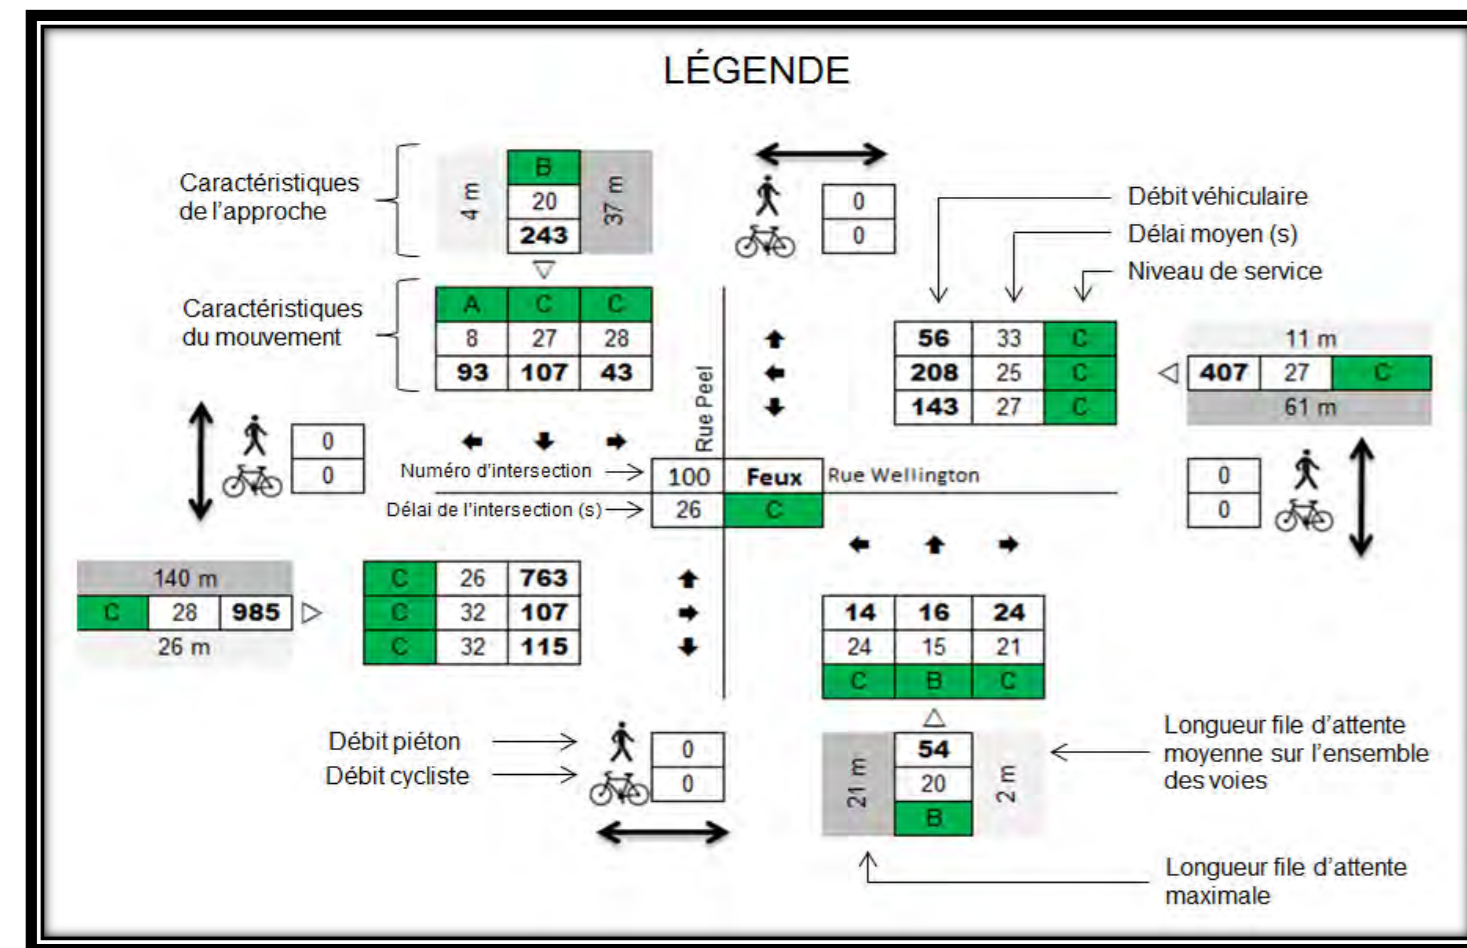 LÉGENDE
Caractéristiques
de l'approche
4 m
B
20
243
37 m
0
0
Débit véhiculaire
Délai moyen (s)
Niveau de service
Caractéristiques
du mouvement
A C C
8 27 28
93 107 43
Rue Peel
56 33 C
208 25 C
143 27 C
11 m
407 27 C
61 m
0
0
Numéro d'intersection
100 Feux Rue Wellington
Délai de l'intersection (s)
26 C
0
0
140 m
C 28 985
26 m
C 26 763
C 32 107
C 32 115
14 16 24
24 15 21
C B C
Débit piéton
0
Débit cycliste
0
21 m
54
20
B
2 m
Longueur file d'attente
moyenne sur l'ensemble
des voies
Longueur file d'attente
maximale